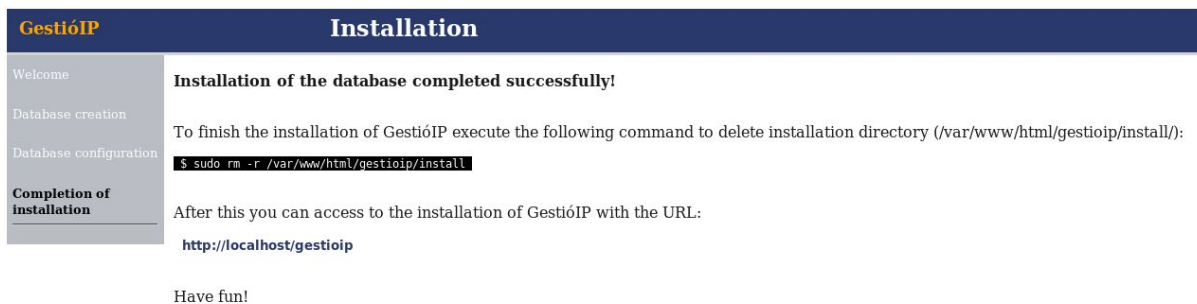 GestióIP
Installation
Welcome
Database creation
Database configuration
Completion of
installation
Installation of the database completed successfully!
To finish the installation of GestióIP execute the following command to delete installation directory (/var/www/html/gestioip/install/):
$ sudo rm -r /var/www/html/gestioip/install
After this you can access to the installation of GestióIP with the URL:
http://localhost/gestioip
Have fun!